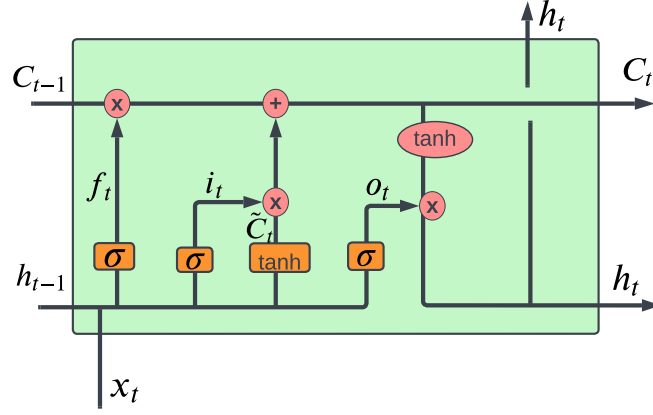 h_t
C_{t-1}
x
+
C_t
tanh
f_t
i_t
x
o_t
x
C̃_t
σ
σ
tanh
σ
h_{t-1}
h_t
x_t